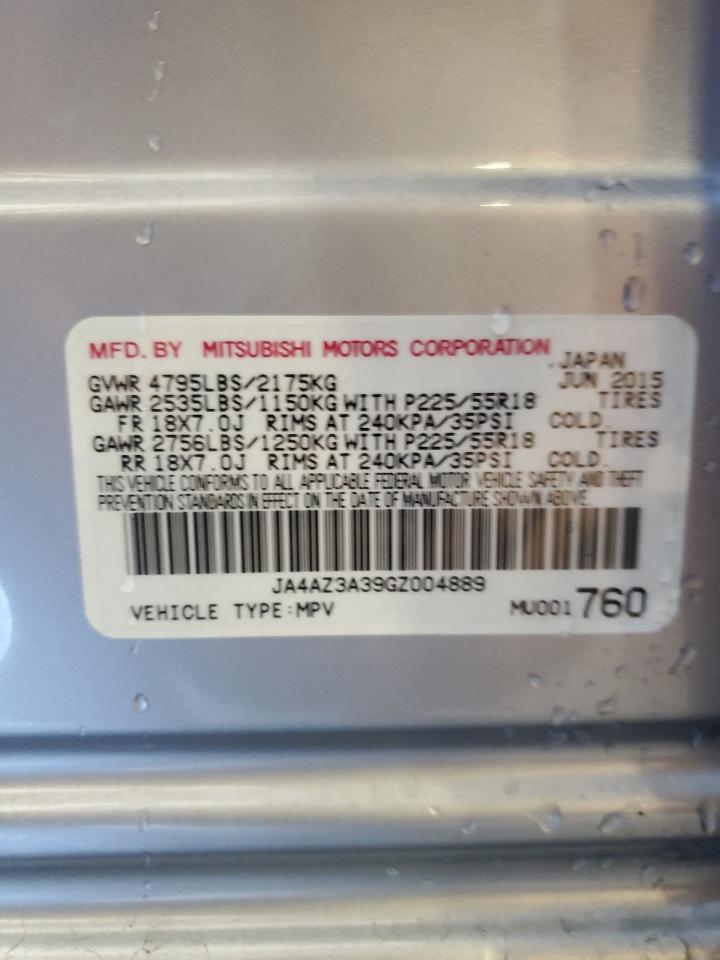 MFD. BY MITSUBISHI MOTORS CORPORATION JAPAN
GVWR 4795LBS/2175KG JUN 2015
GAWR 2535LBS/1150KG WITH P225/55R18 TIRES
FR 18X7.0J RIMS AT 240KPA/35PSI COLD.
GAWR 2756LBS/1250KG WITH P225/55R18 TIRES
RR 18X7.0J RIMS AT 240KPA/35PSI COLD.
THIS VEHICLE CONFORMS TO ALL APPLICABLE FEDERAL MOTOR VEHICLE SAFETY AND THEFT
PREVENTION STANDARDS IN EFFECT ON THE DATE OF MANUFACTURE SHOWN ABOVE.
JA4AZ3A39GZ004889
VEHICLE TYPE:MPV MU001760